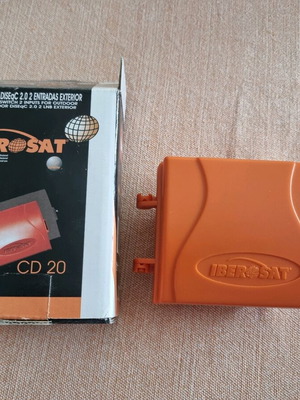 DISEqC 2.0 2 ENTRADAS EXTERIOR
SWITCH 2 INPUTS FOR OUTDOOR
OR DISEQC 2.0 2 LNB EXTERIOR
ROSAT
CD 20
IBEROSAT